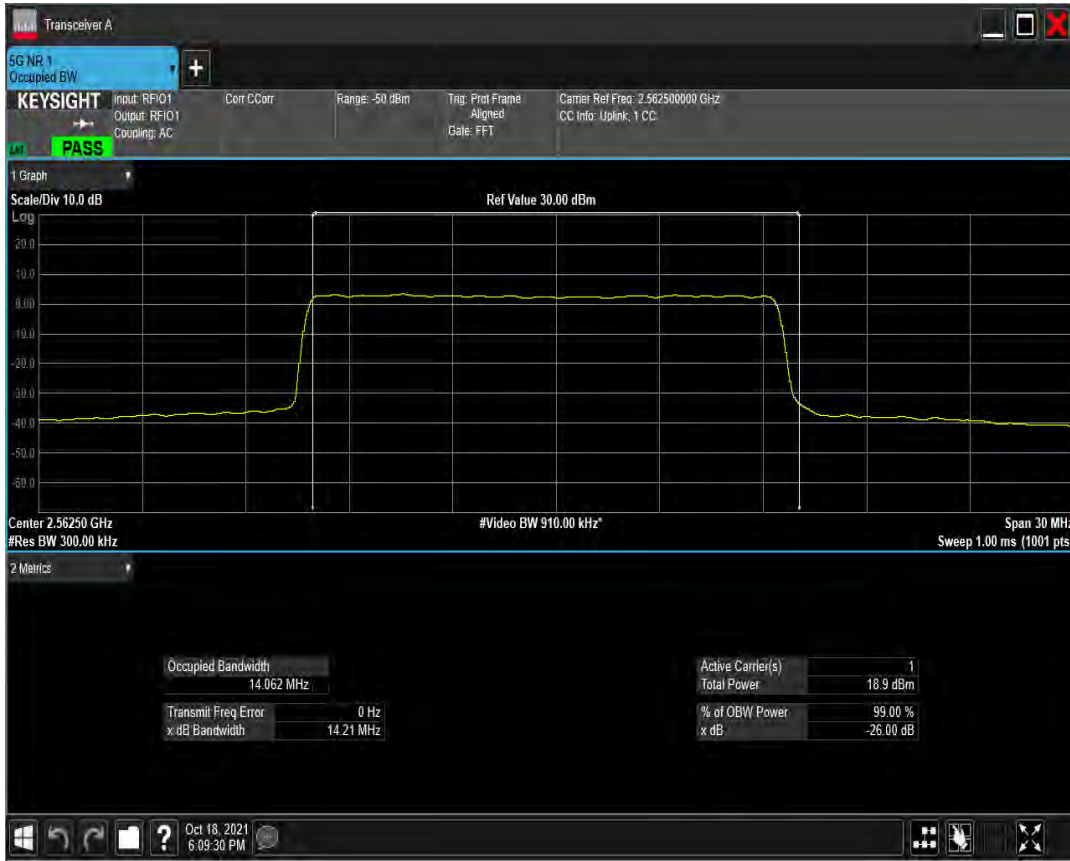 Transceiver A
5G NR 1
Occupied BW
+
KEYSIGHT
Input: RFIO1
Output: RFIO1
Coupling: AC
Corr CCorr
Range: -50 dBm
Trig: Prot Frame
Aligned
Gate: FFT
Carrier Ref Freq: 2.562500000 GHz
CC Info: Uplink, 1 CC
PASS
1 Graph
Scale/Div 10.0 dB
Ref Value 30.00 dBm
Log
20.0
10.0
0.00
-10.0
-20.0
-30.0
-40.0
-50.0
-60.0
Center 2.56250 GHz
#Video BW 910.00 kHz*
Span 30 MHz
#Res BW 300.00 kHz
Sweep 1.00 ms (1001 pts
2 Metrics
Occupied Bandwidth
14.062 MHz
Transmit Freq Error 0 Hz
x dB Bandwidth 14.21 MHz
Active Carrier(s) 1
Total Power 18.9 dBm
% of OBW Power 99.00 %
x dB -26.00 dB
?
Oct 18, 2021
6:09:30 PM